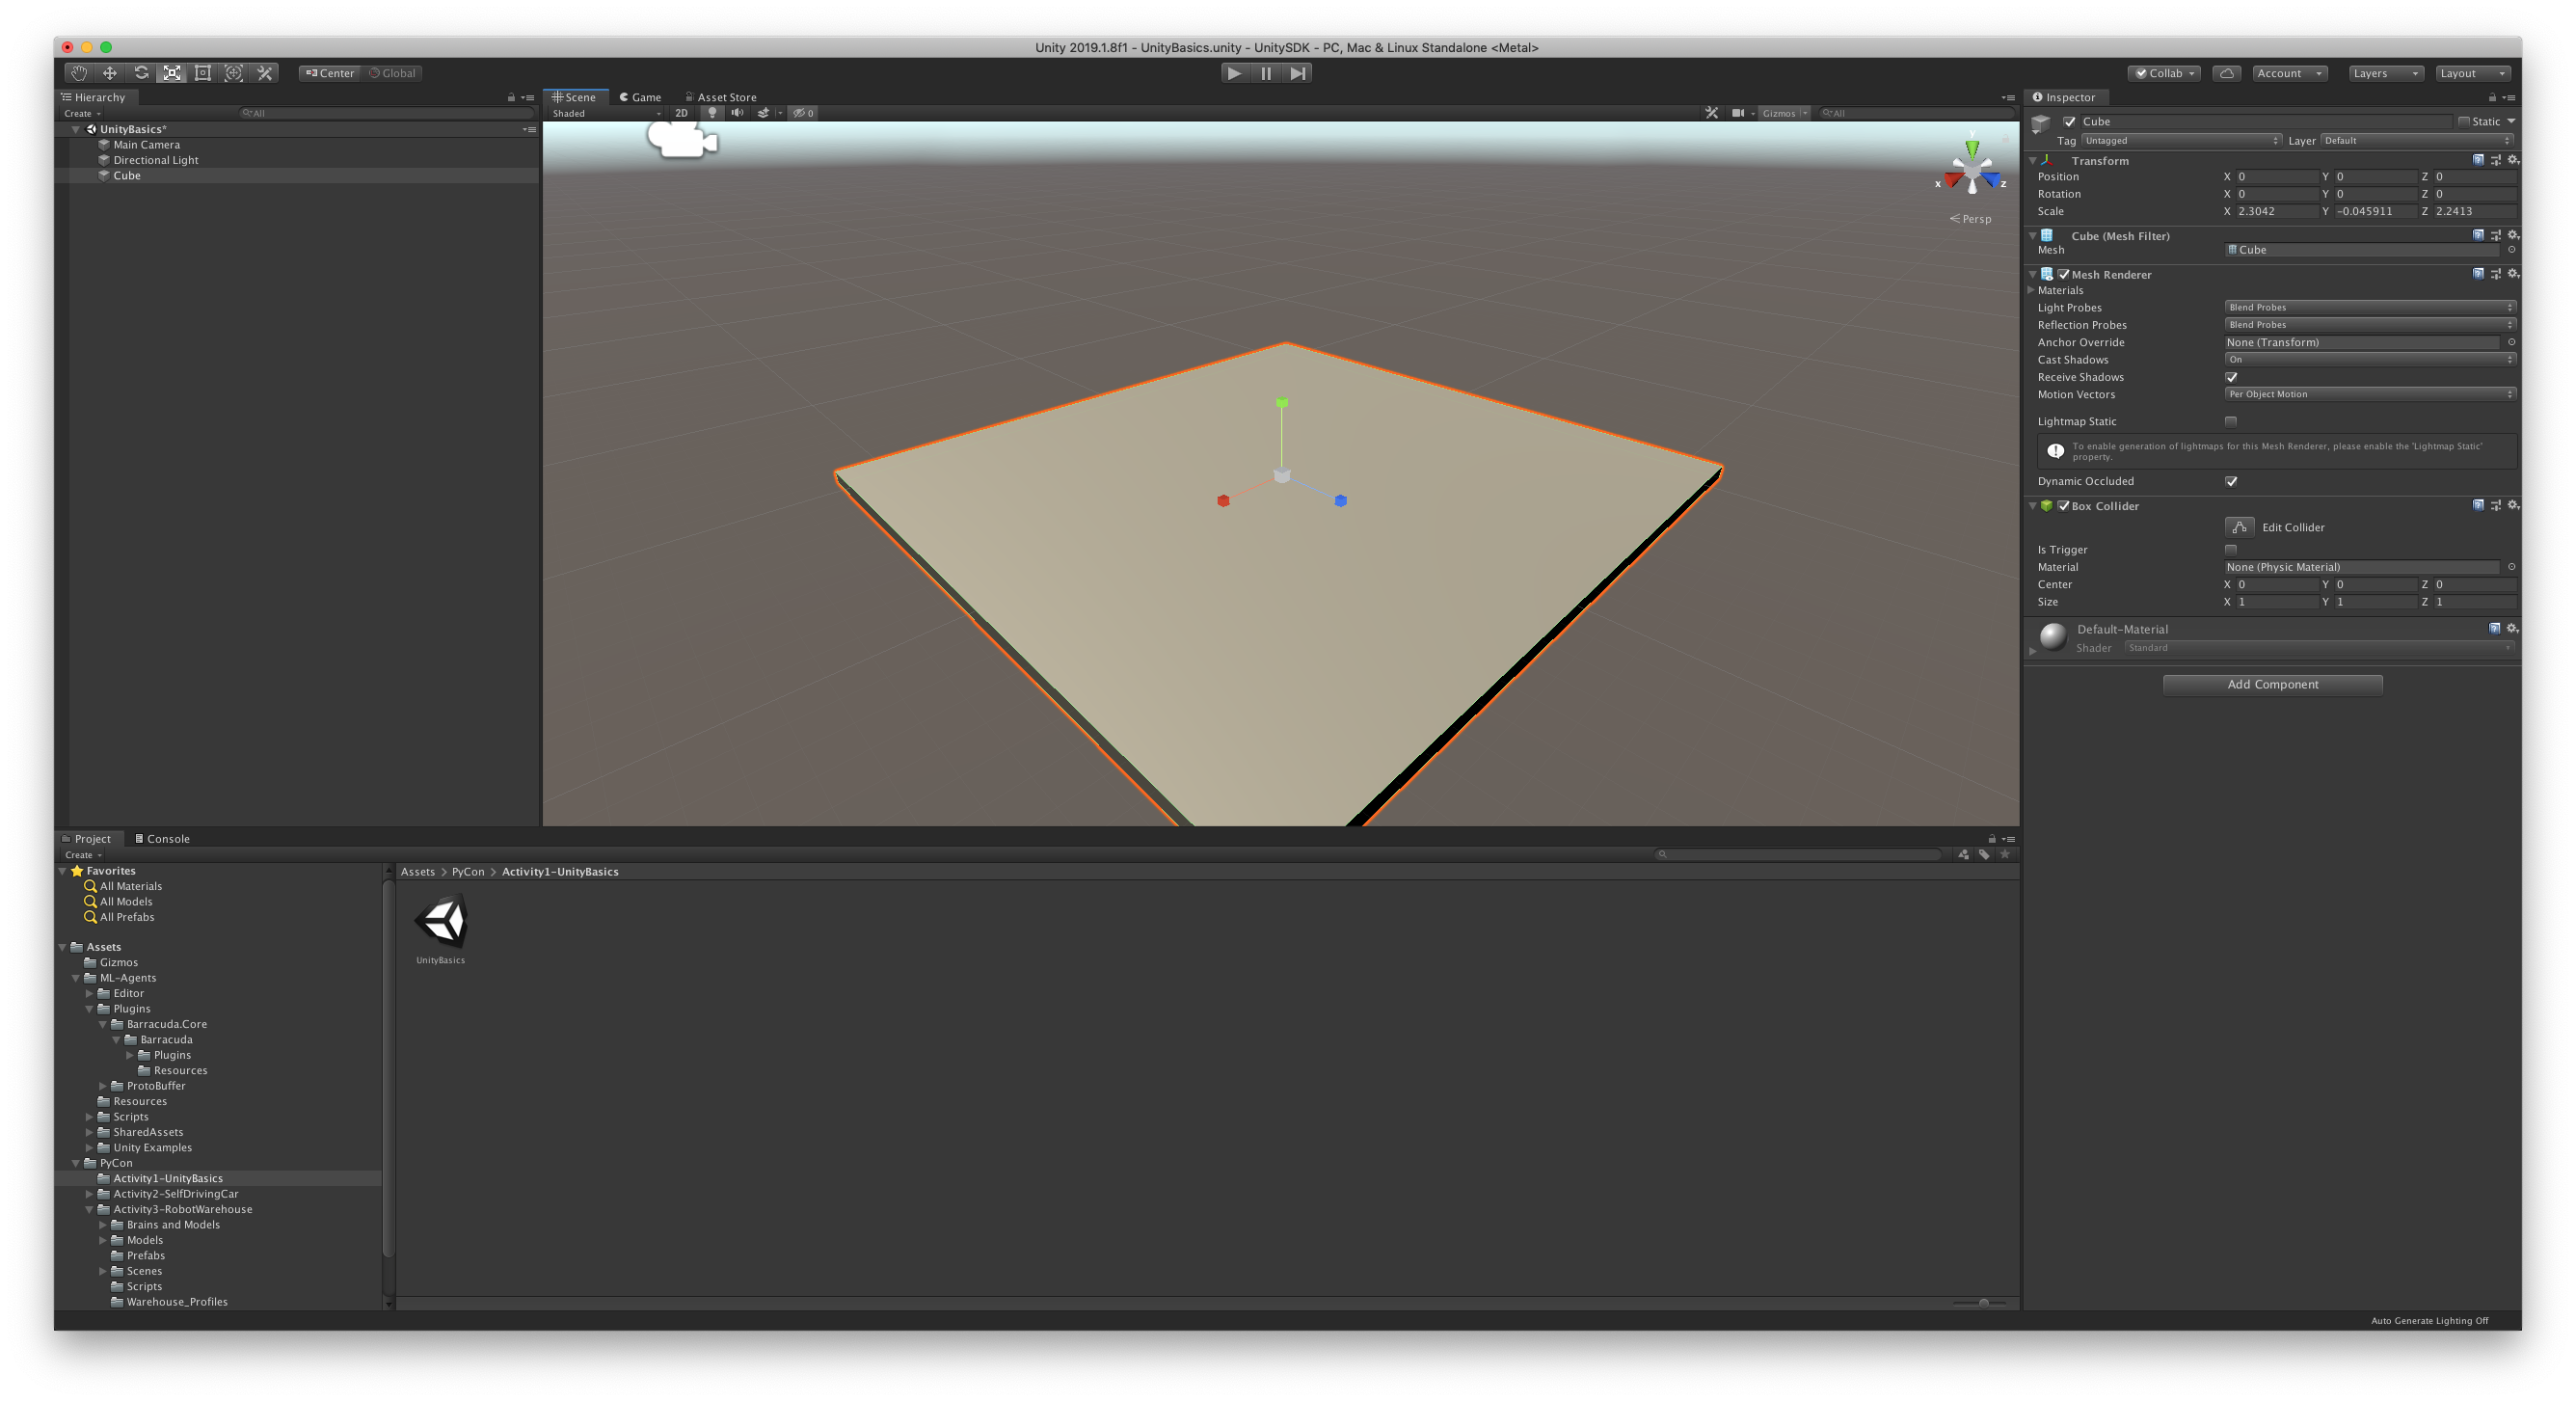 Unity 2019.1.8f1 - UnityBasics.unity - UnitySDK - PC, Mac & Linux Standalone <Metal>
Center Global
Collab Account Layers Layout
Hierarchy
Create All
UnityBasics*
Main Camera
Directional Light
Cube
Scene Game Asset Store
Shaded 2D 0 Gizmos All
y
x z
Persp
Inspector
Cube Static
Tag Untagged Layer Default
Transform
Position X 0 Y 0 Z 0
Rotation X 0 Y 0 Z 0
Scale X 2.3042 Y -0.045911 Z 2.2413
Cube (Mesh Filter)
Mesh Cube
Mesh Renderer
Materials
Light Probes Blend Probes
Reflection Probes Blend Probes
Anchor Override None (Transform)
Cast Shadows On
Receive Shadows
Motion Vectors Per Object Motion
Lightmap Static
To enable generation of lightmaps for this Mesh Renderer, please enable the 'Lightmap Static'
property.
Dynamic Occluded
Box Collider
Edit Collider
Is Trigger
Material None (Physic Material)
Center X 0 Y 0 Z 0
Size X 1 Y 1 Z 1
Default-Material
Shader Standard
Add Component
Project Console
Create
Favorites
All Materials
All Models
All Prefabs
Assets
Gizmos
ML-Agents
Editor
Plugins
Barracuda.Core
Barracuda
Plugins
Resources
ProtoBuffer
Resources
Scripts
SharedAssets
Unity Examples
PyCon
Activity1-UnityBasics
Activity2-SelfDrivingCar
Activity3-RobotWarehouse
Brains and Models
Models
Prefabs
Scenes
Scripts
Warehouse_Profiles
Assets > PyCon > Activity1-UnityBasics
UnityBasics
Auto Generate Lighting Off